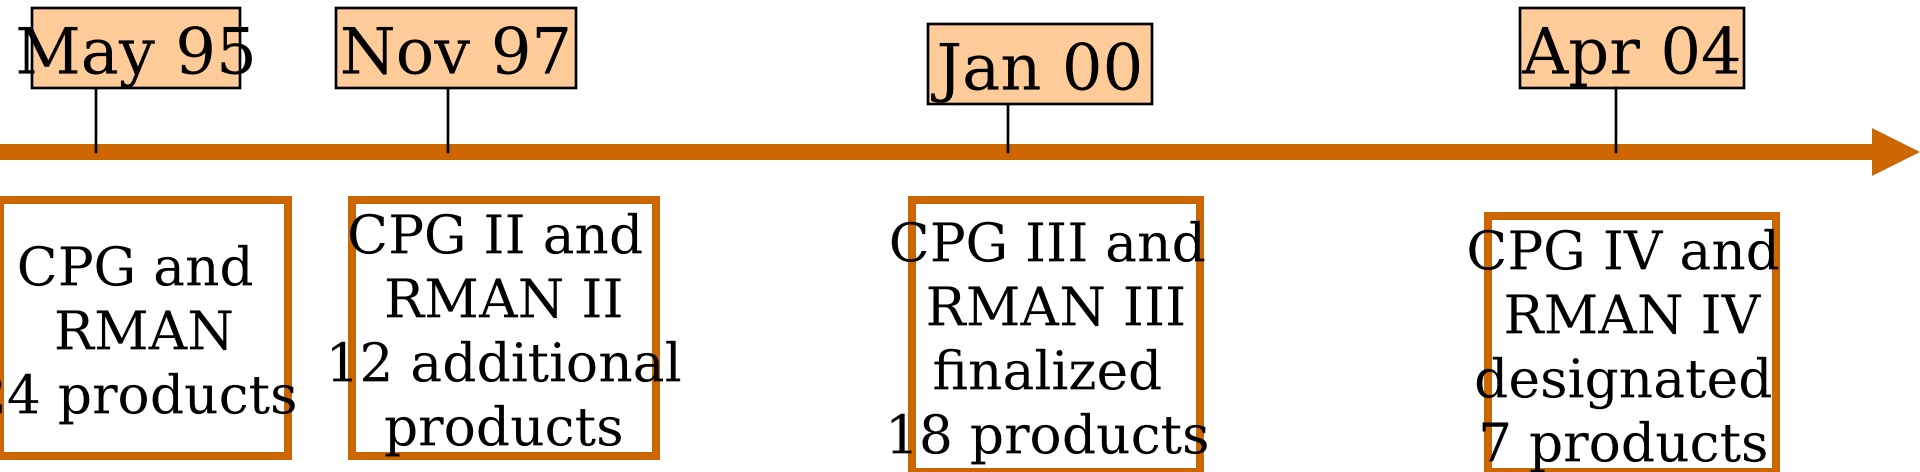 May 95
Nov 97
Jan 00
Apr 04
CPG and
RMAN
24 products
CPG II and
RMAN II
12 additional
products
CPG III and
RMAN III
finalized
18 products
CPG IV and
RMAN IV
designated
7 products